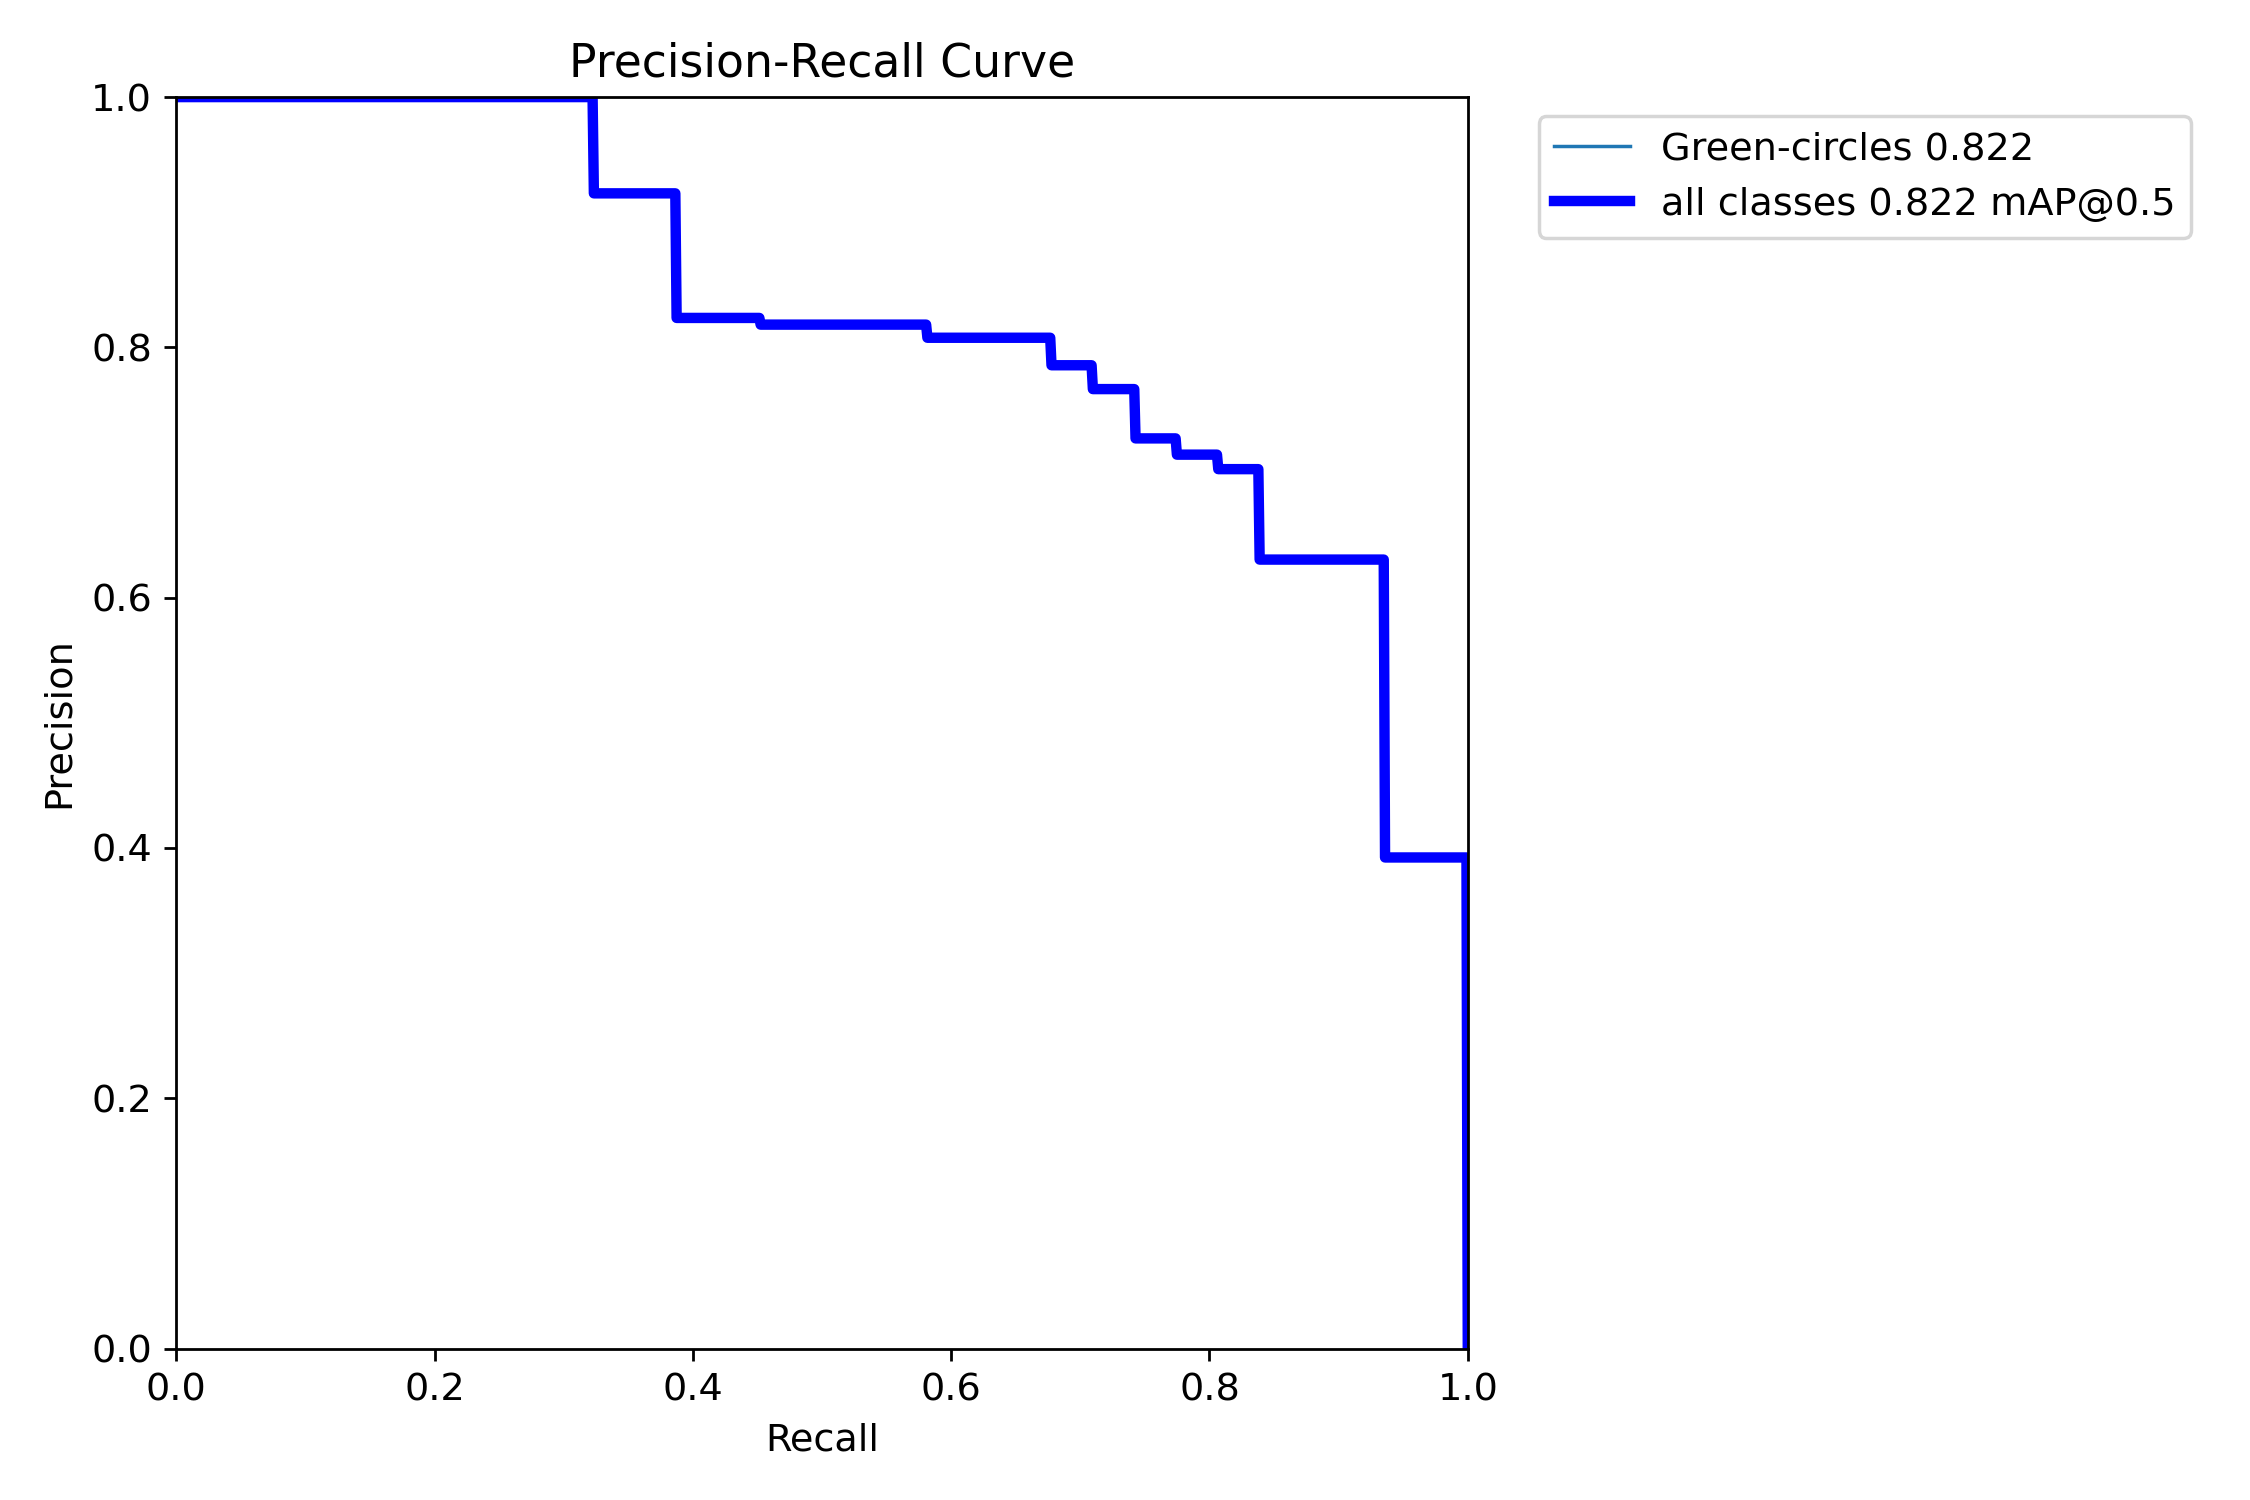 Precision-Recall Curve
Green-circles 0.822
all classes 0.822 mAP@0.5
Precision
1.0
0.8
0.6
0.4
0.2
0.0
0.0 0.2 0.4 0.6 0.8 1.0
Recall